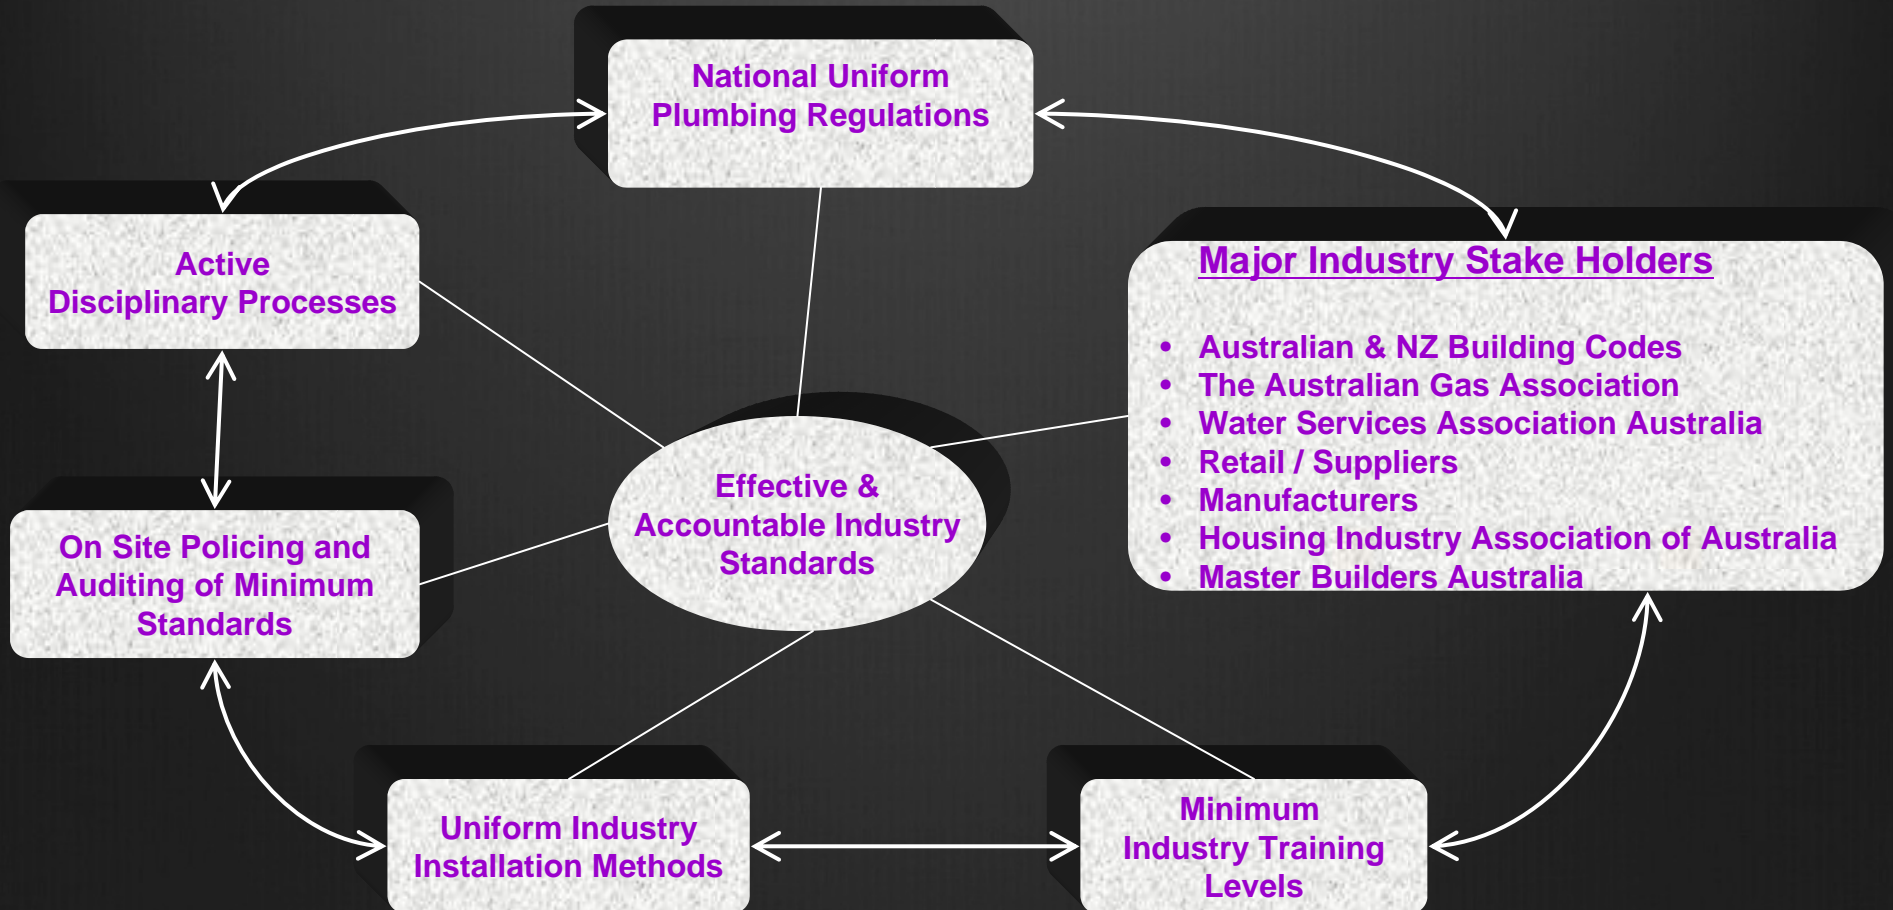 National Uniform
Plumbing Regulations
Active
Disciplinary Processes
Major Industry Stake Holders
• Australian & NZ Building Codes
• The Australian Gas Association
• Water Services Association Australia
• Retail / Suppliers
• Manufacturers
• Housing Industry Association of Australia
• Master Builders Australia
Effective &
Accountable Industry
Standards
On Site Policing and
Auditing of Minimum
Standards
Uniform Industry
Installation Methods
Minimum
Industry Training
Levels